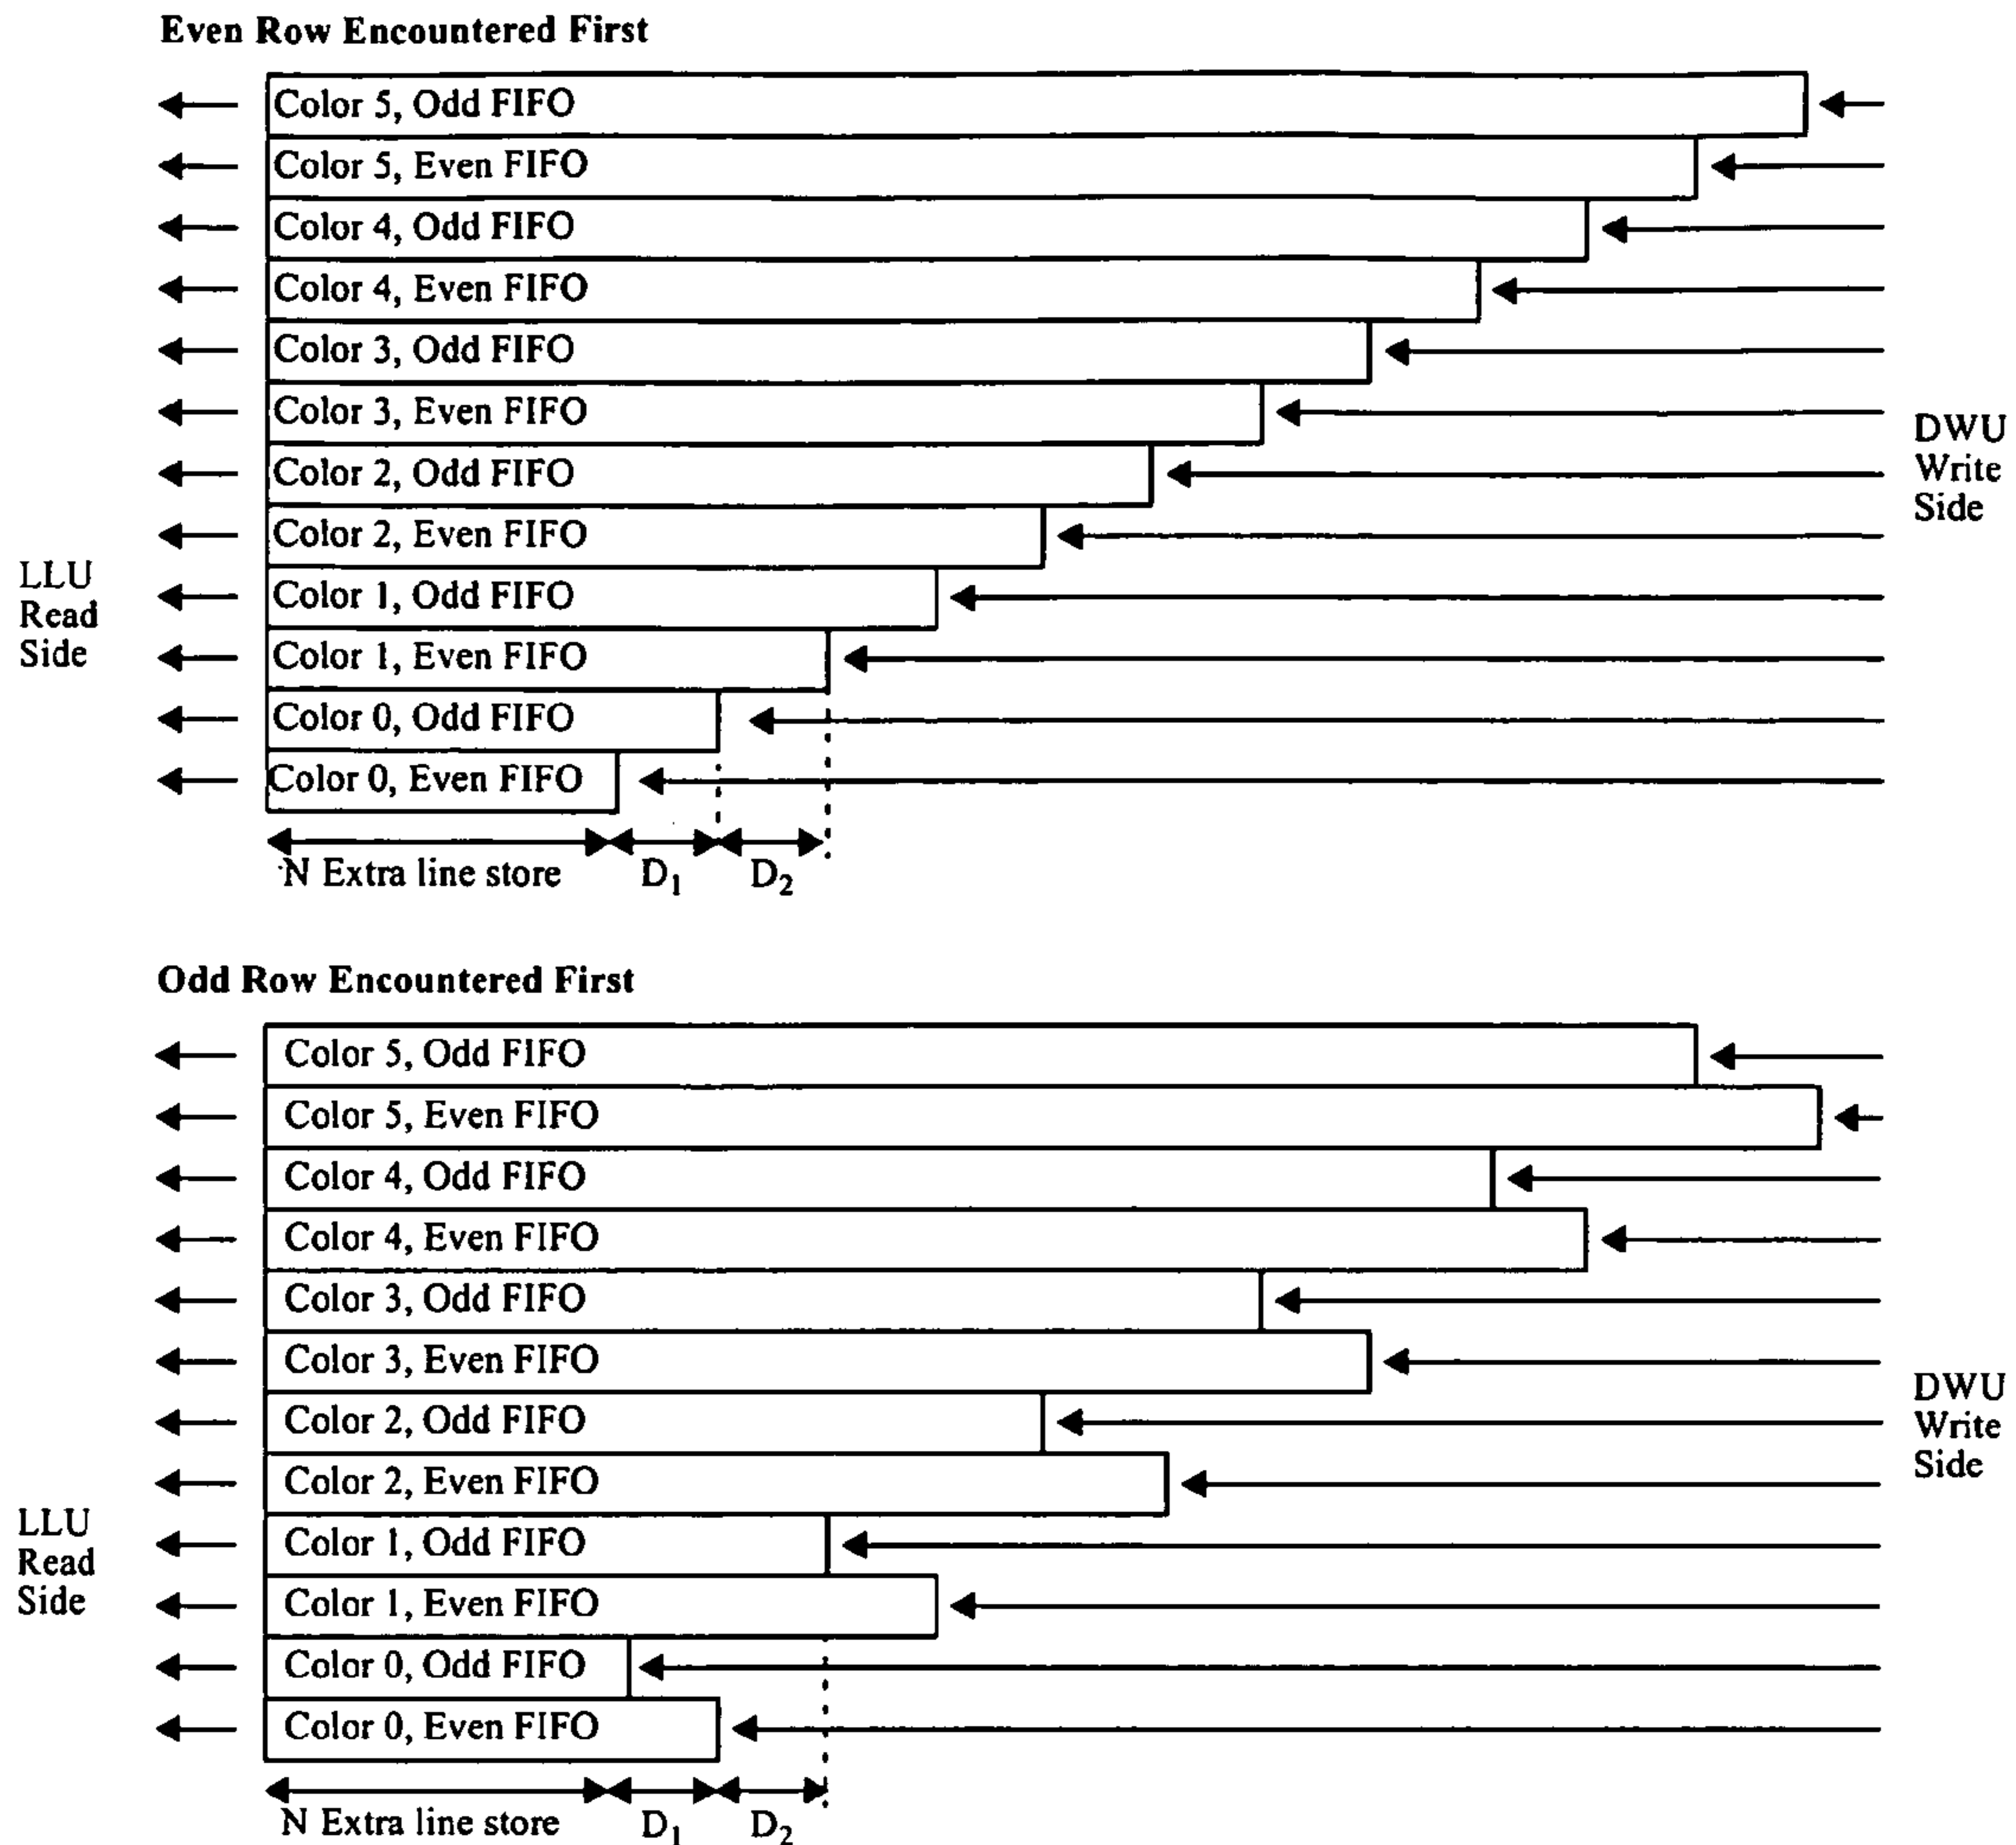 Even Row Encountered First
Color 5, Odd FIFO
Color 5, Even FIFO
Color 4, Odd FIFO
Color 4, Even FIFO
Color 3, Odd FIFO
Color 3, Even FIFO
Color 2, Odd FIFO
Color 2, Even FIFO
Color 1, Odd FIFO
Color 1, Even FIFO
Color 0, Odd FIFO
Color 0, Even FIFO
LLU
Read
Side
DWU
Write
Side
N Extra line store D1 D2
Odd Row Encountered First
Color 5, Odd FIFO
Color 5, Even FIFO
Color 4, Odd FIFO
Color 4, Even FIFO
Color 3, Odd FIFO
Color 3, Even FIFO
Color 2, Odd FIFO
Color 2, Even FIFO
Color 1, Odd FIFO
Color 1, Even FIFO
Color 0, Odd FIFO
Color 0, Even FIFO
LLU
Read
Side
DWU
Write
Side
N Extra line store D1 D2